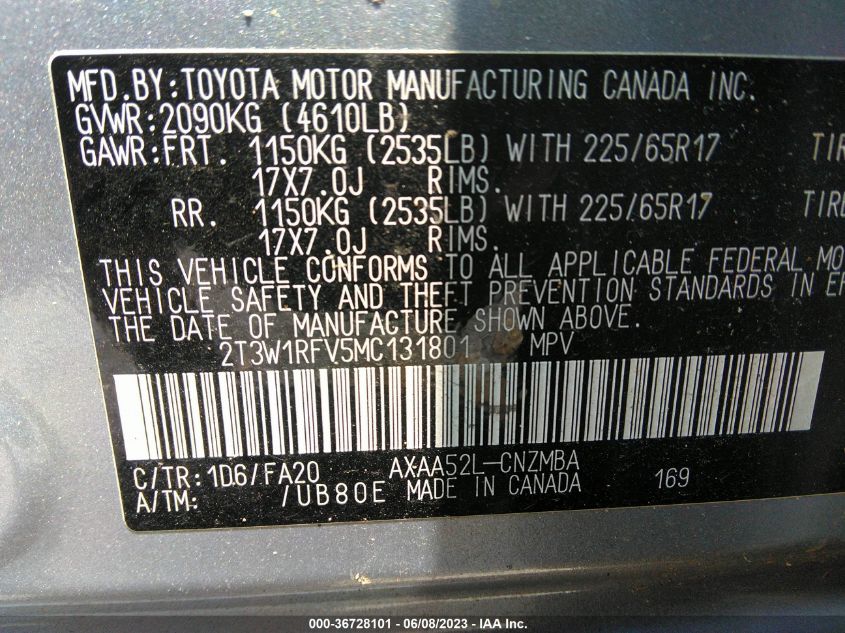 MFD.BY:TOYOTA MOTOR MANUFACTURING CANADA INC.
GVWR:2090KG (4610LB)
GAWR:FRT. 1150KG (2535LB) WITH 225/65R17 TIR
17X7.0J RIMS.
RR. 1150KG (2535LB) WITH 225/65R17 TIRE
17X7.0J RIMS.
THIS VEHICLE CONFORMS TO ALL APPLICABLE FEDERAL MO
VEHICLE SAFETY AND THEFT PREVENTION STANDARDS IN EF
THE DATE OF MANUFACTURE SHOWN ABOVE.
2T3W1RFV5MC131801 MPV
C/TR:1D6/FA20 AXAA52L-CNZMBA 169
A/TM: /UB80E MADE IN CANADA
000-36728101 - 06/08/2023 - IAAI.com